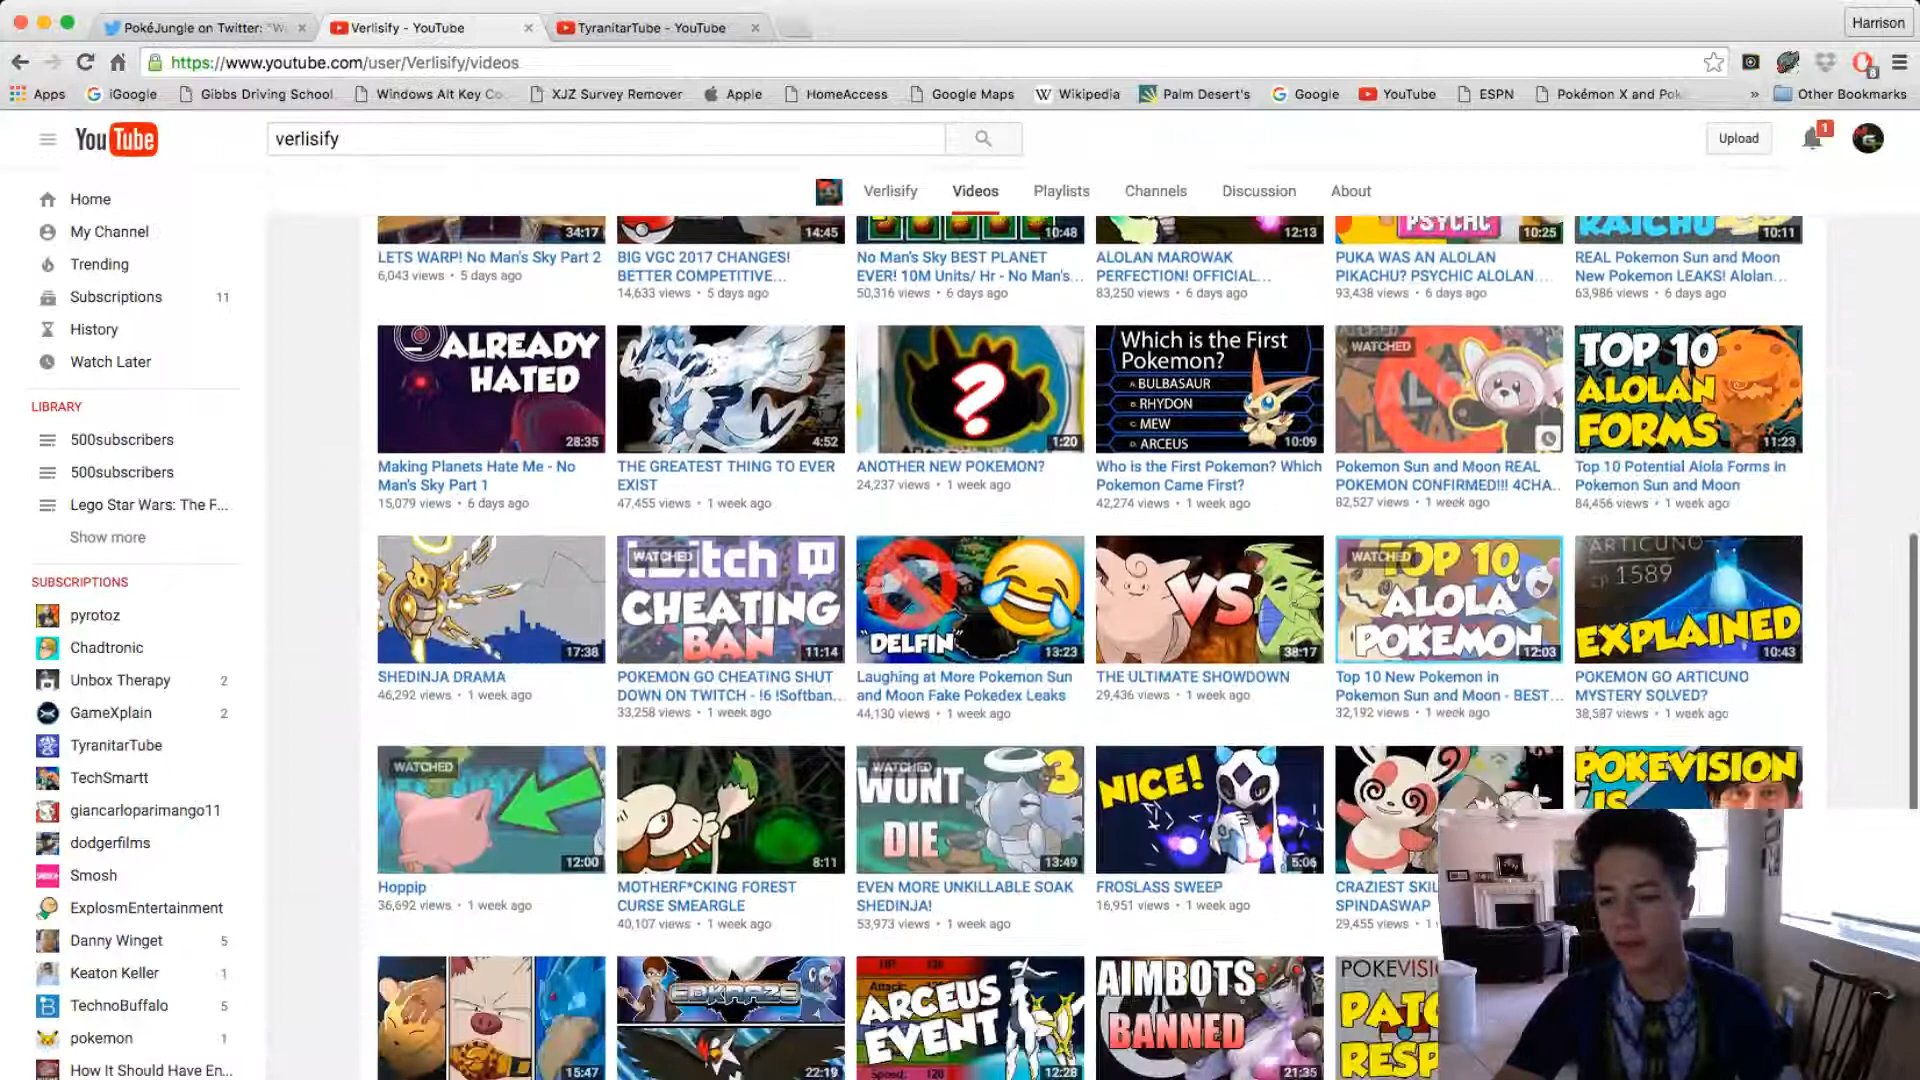 PokéJungle on Twitter: "W
Verlisify - YouTube
TyranitarTube - YouTube
Harrison
https://www.youtube.com/user/Verlisify/videos
8
Apps
iGoogle
Gibbs Driving School
Windows Alt Key Co
XJZ Survey Remover
Apple
HomeAccess
Google Maps
Wikipedia
Palm Desert's
Google
YouTube
ESPN
Pokémon X and Pok
»
Other Bookmarks
YouTube
verlisify
Upload
1
Verlisify
Videos
Playlists
Channels
Discussion
About
Home
My Channel
Trending
Subscriptions 11
History
Watch Later
LIBRARY
500subscribers
500subscribers
Lego Star Wars: The F...
Show more
SUBSCRIPTIONS
pyrotoz
Chadtronic
Unbox Therapy 2
GameXplain 2
TyranitarTube
TechSmartt
giancarloparimango11
dodgerfilms
Smosh
ExplosmEntertainment
Danny Winget 5
Keaton Keller 1
TechnoBuffalo 5
pokemon 1
How It Should Have En...
34:17
LETS WARP! No Man's Sky Part 2
6,043 views • 5 days ago
14:45
BIG VGC 2017 CHANGES!
BETTER COMPETITIVE...
14,633 views • 5 days ago
10:48
No Man's Sky BEST PLANET
EVER! 10M Units/ Hr - No Man's...
50,316 views • 6 days ago
12:13
ALOLAN MAROWAK
PERFECTION! OFFICIAL...
83,250 views • 6 days ago
PSYCHC
10:25
PUKA WAS AN ALOLAN
PIKACHU? PSYCHIC ALOLAN....
93,438 views • 6 days ago
RAICHU
10:11
REAL Pokemon Sun and Moon
New Pokemon LEAKS! Alolan...
63,986 views • 6 days ago
ALREADY
HATED
28:35
Making Planets Hate Me - No
Man's Sky Part 1
15,079 views • 6 days ago
4:52
THE GREATEST THING TO EVER
EXIST
47,455 views • 1 week ago
?
1:20
ANOTHER NEW POKEMON?
24,237 views • 1 week ago
Which is the First
Pokemon?
A. BULBASAUR
B. RHYDON
C. MEW
D. ARCEUS
10:09
Who is the First Pokemon? Which
Pokemon Came First?
42,274 views • 1 week ago
WATCHED
Pokemon Sun and Moon REAL
POKEMON CONFIRMED!!! 4CHA...
82,527 views • 1 week ago
TOP 10
ALOLAN
FORMS
11:23
Top 10 Potential Alola Forms in
Pokemon Sun and Moon
84,456 views • 1 week ago
17:38
SHEDINJA DRAMA
46,292 views • 1 week ago
WATCHED
twitch
CHEATING
BAN
11:14
POKEMON GO CHEATING SHUT
DOWN ON TWITCH - !6 !Softban...
33,258 views • 1 week ago
"DELFIN"
13:23
Laughing at More Pokemon Sun
and Moon Fake Pokedex Leaks
44,130 views • 1 week ago
VS
38:17
THE ULTIMATE SHOWDOWN
29,436 views • 1 week ago
WATCHED
TOP 10
ALOLA
POKEMON
12:03
Top 10 New Pokemon in
Pokemon Sun and Moon - BEST...
32,192 views • 1 week ago
ARTICUNO
CP 1589
EXPLAINED
10:43
POKEMON GO ARTICUNO
MYSTERY SOLVED?
38,587 views • 1 week ago
WATCHED
12:00
Hoppip
36,692 views • 1 week ago
8:11
MOTHERF*CKING FOREST
CURSE SMEARGLE
40,107 views • 1 week ago
WATCHED
WONT
DIE
3
13:49
EVEN MORE UNKILLABLE SOAK
SHEDINJA!
53,973 views • 1 week ago
NICE!
5:06
FROSLASS SWEEP
16,951 views • 1 week ago
CRAZIEST SKIL
SPINDASWAP
29,455 views • 1
POKEVISION
IS
15:47
22:19
ARCEUS
EVENT
Attack:
Speed: 120
12:28
AIMBOTS
BANNED
21:35
POKEVISI
PATC
RESP